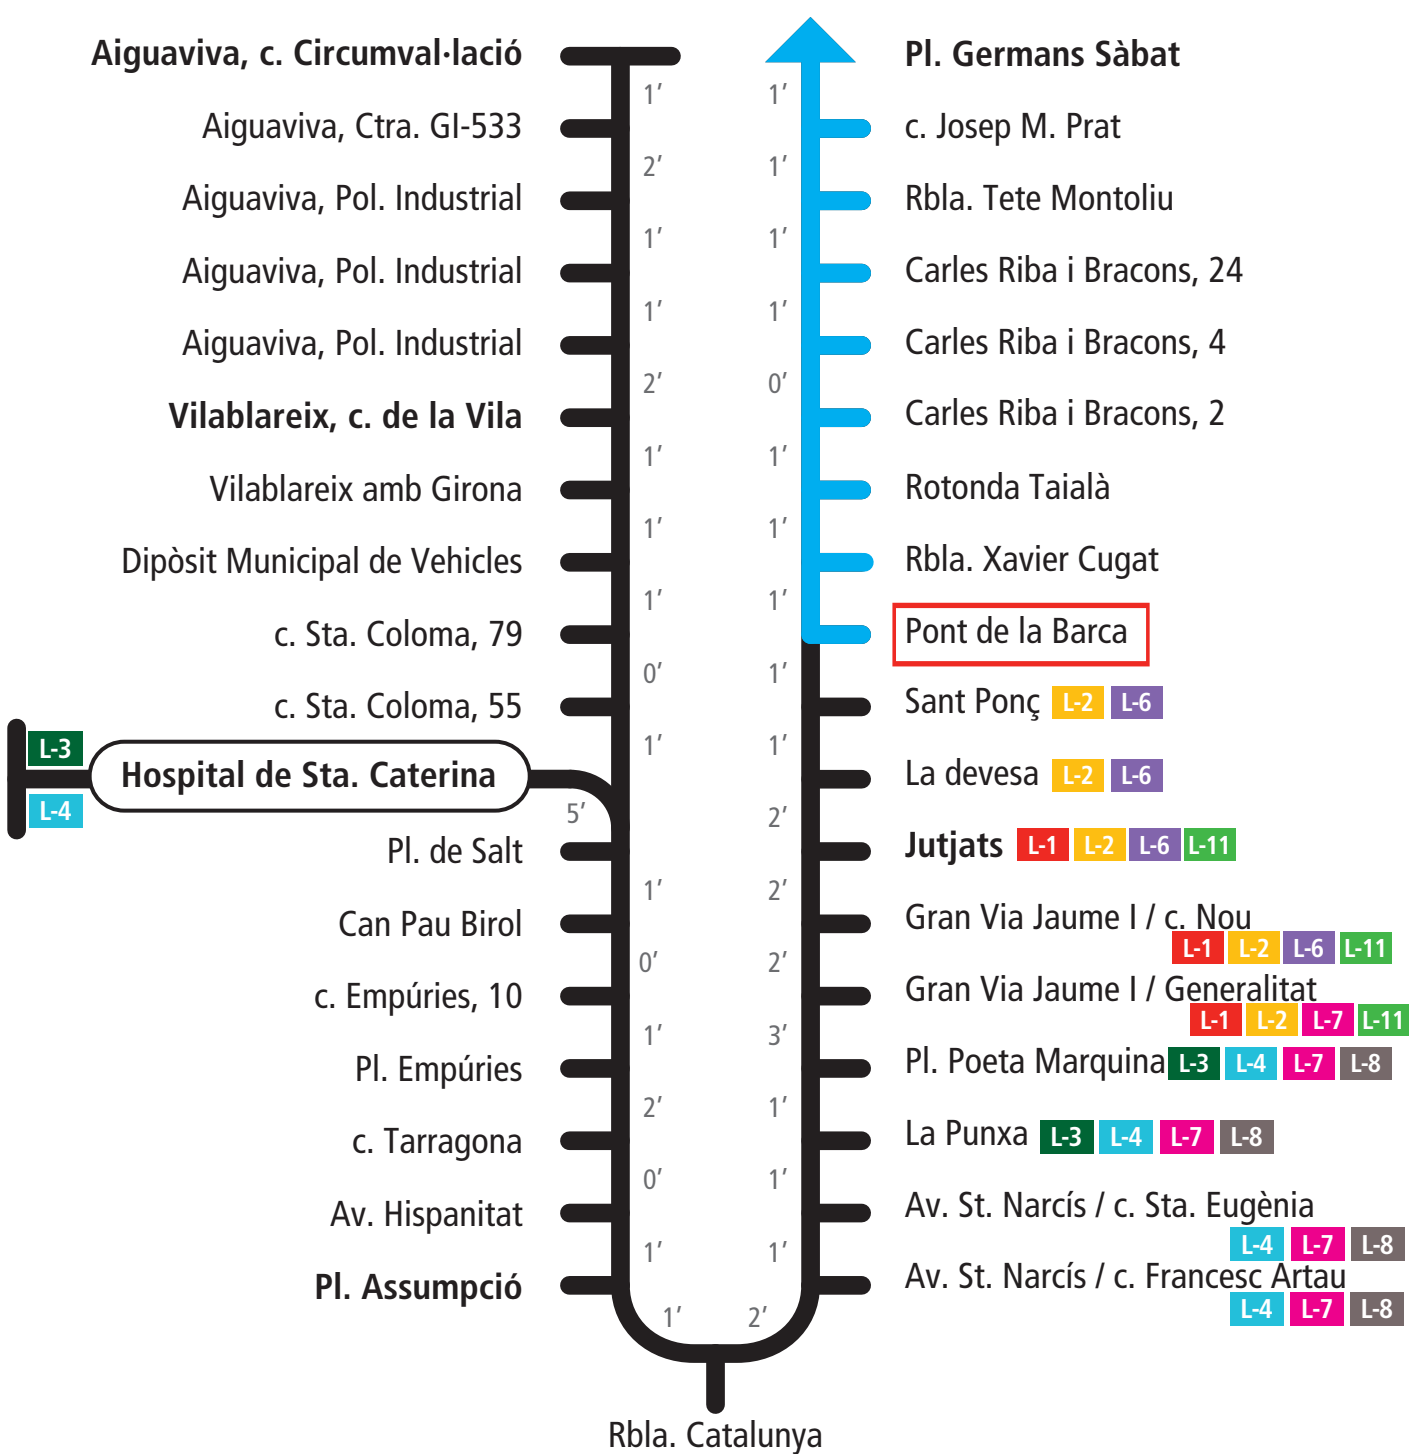 Aiguaviva, c. Circumval·lació
1′
Aiguaviva, Ctra. GI-533
2′
Aiguaviva, Pol. Industrial
1′
Aiguaviva, Pol. Industrial
1′
Aiguaviva, Pol. Industrial
2′
Vilablareix, c. de la Vila
1′
Vilablareix amb Girona
1′
Dipòsit Municipal de Vehicles
1′
c. Sta. Coloma, 79
0′
c. Sta. Coloma, 55
1′
L-3
Hospital de Sta. Caterina
L-4
5′
Pl. de Salt
1′
Can Pau Birol
0′
c. Empúries, 10
1′
Pl. Empúries
2′
c. Tarragona
0′
Av. Hispanitat
1′
Pl. Assumpció
1′
Rbla. Catalunya
2′
Pl. Germans Sàbat
1′
c. Josep M. Prat
1′
Rbla. Tete Montoliu
1′
Carles Riba i Bracons, 24
1′
Carles Riba i Bracons, 4
0′
Carles Riba i Bracons, 2
1′
Rotonda Taialà
1′
Rbla. Xavier Cugat
1′
Pont de la Barca
1′
Sant Ponç L-2 L-6
1′
La devesa L-2 L-6
2′
Jutjats L-1 L-2 L-6 L-11
2′
Gran Via Jaume I / c. Nou
L-1 L-2 L-6 L-11
2′
Gran Via Jaume I / Generalitat
L-1 L-2 L-7 L-11
3′
Pl. Poeta Marquina L-3 L-4 L-7 L-8
1′
La Punxa L-3 L-4 L-7 L-8
1′
Av. St. Narcís / c. Sta. Eugènia
L-4 L-7 L-8
1′
Av. St. Narcís / c. Francesc Artau
L-4 L-7 L-8